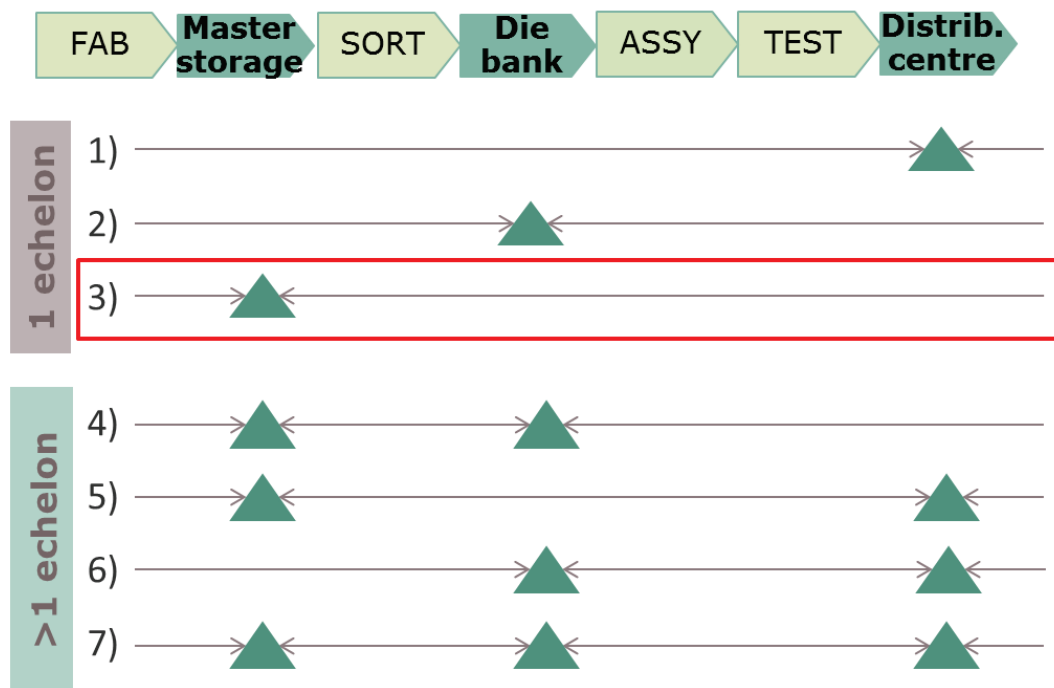 FAB
Master
storage
SORT
Die
bank
ASSY
TEST
Distrib.
centre
1 echelon
1)
2)
3)
>1 echelon
4)
5)
6)
7)